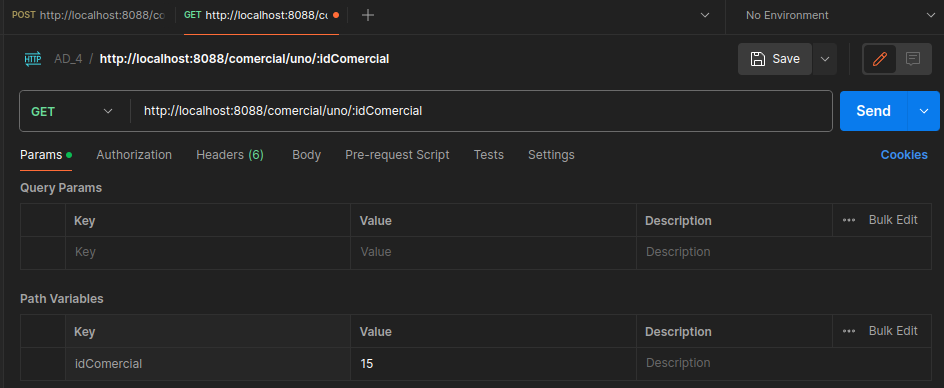 POST http://localhost:8088/co GET http://localhost:8088/co No Environment
HTTP AD_4 / http://localhost:8088/comercial/uno/:idComercial Save
GET http://localhost:8088/comercial/uno/:idComercial Send
Params Authorization Headers (6) Body Pre-request Script Tests Settings Cookies
Query Params
Key Value Description Bulk Edit
Key Value Description
Path Variables
Key Value Description Bulk Edit
idComercial 15 Description